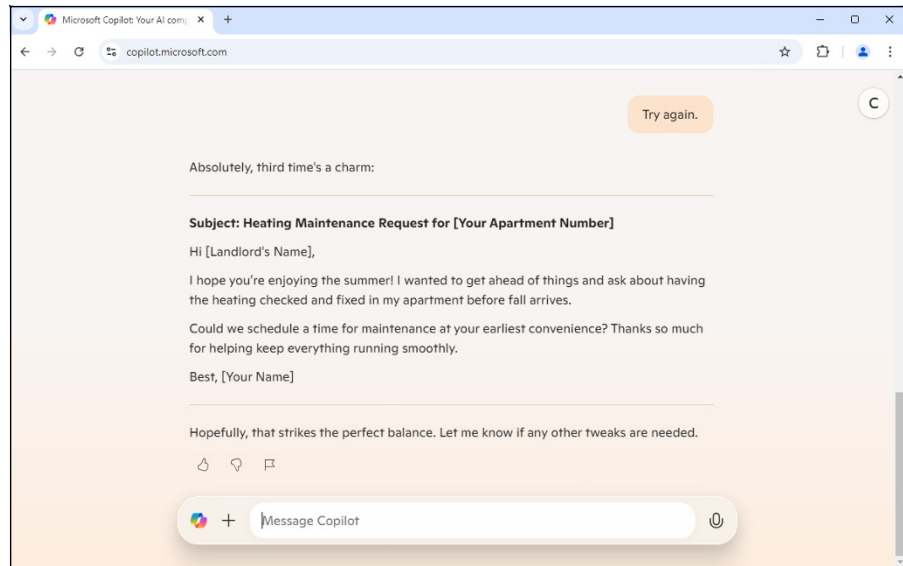 Microsoft Copilot: Your AI comp
copilot.microsoft.com
C
Try again.
Absolutely, third time's a charm:
Subject: Heating Maintenance Request for [Your Apartment Number]
Hi [Landlord's Name],
I hope you're enjoying the summer! I wanted to get ahead of things and ask about having
the heating checked and fixed in my apartment before fall arrives.
Could we schedule a time for maintenance at your earliest convenience? Thanks so much
for helping keep everything running smoothly.
Best, [Your Name]
Hopefully, that strikes the perfect balance. Let me know if any other tweaks are needed.
Message Copilot